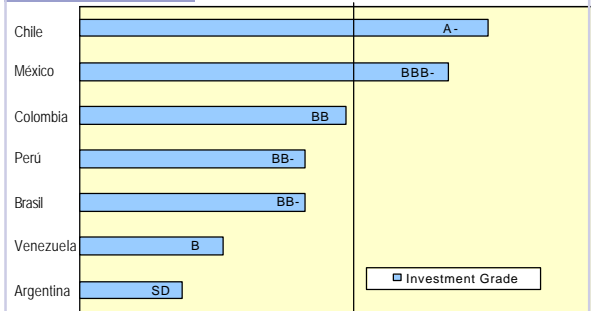 Chile A-
México BBB-
Colombia BB
Perú BB-
Brasil BB-
Venezuela B
Argentina SD
Investment Grade